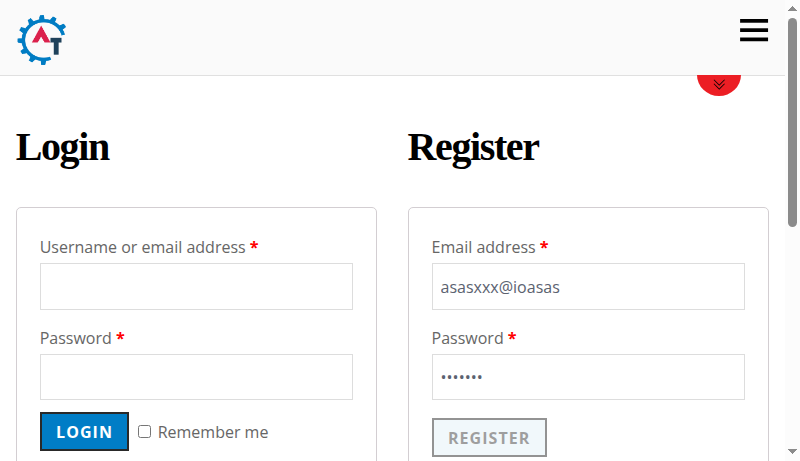 AT
Login
Username or email address *
Password *
LOGIN
Remember me
Register
Email address *
asasxxx@ioasas
Password *
•••••••
REGISTER